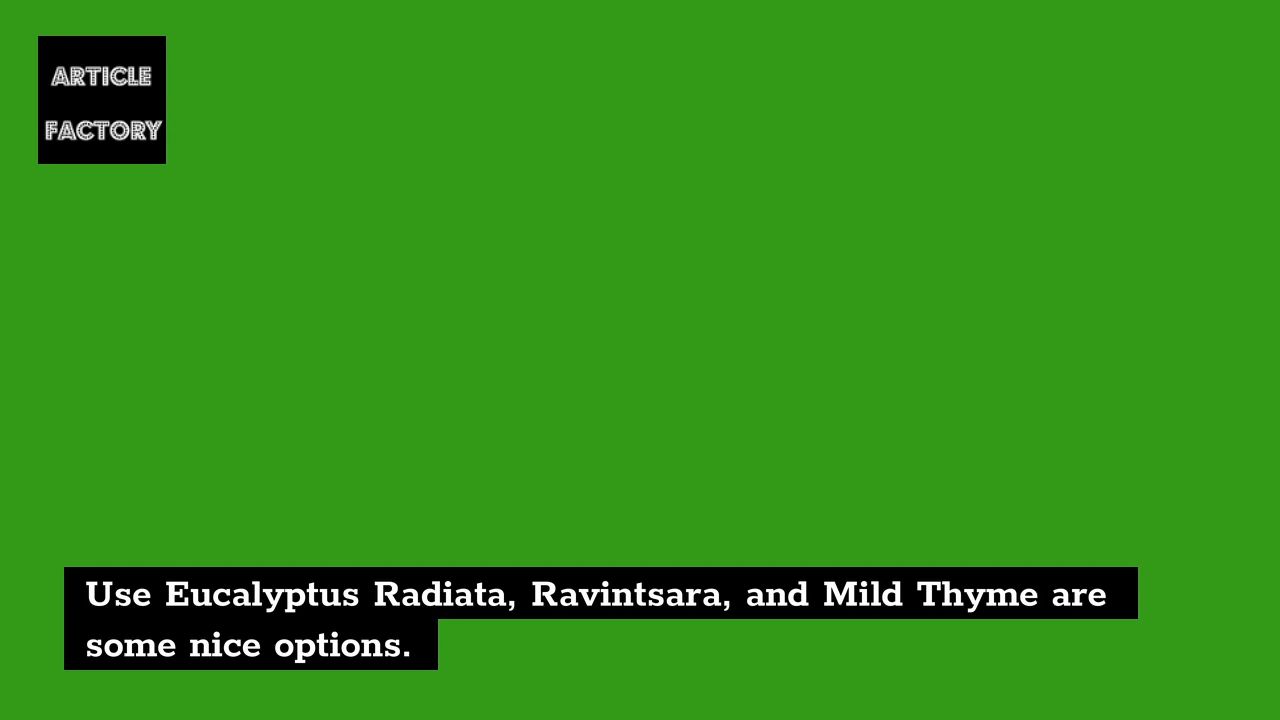 ARTICLE
FACTORY
Use Eucalyptus Radiata, Ravintsara, and Mild Thyme are
some nice options.